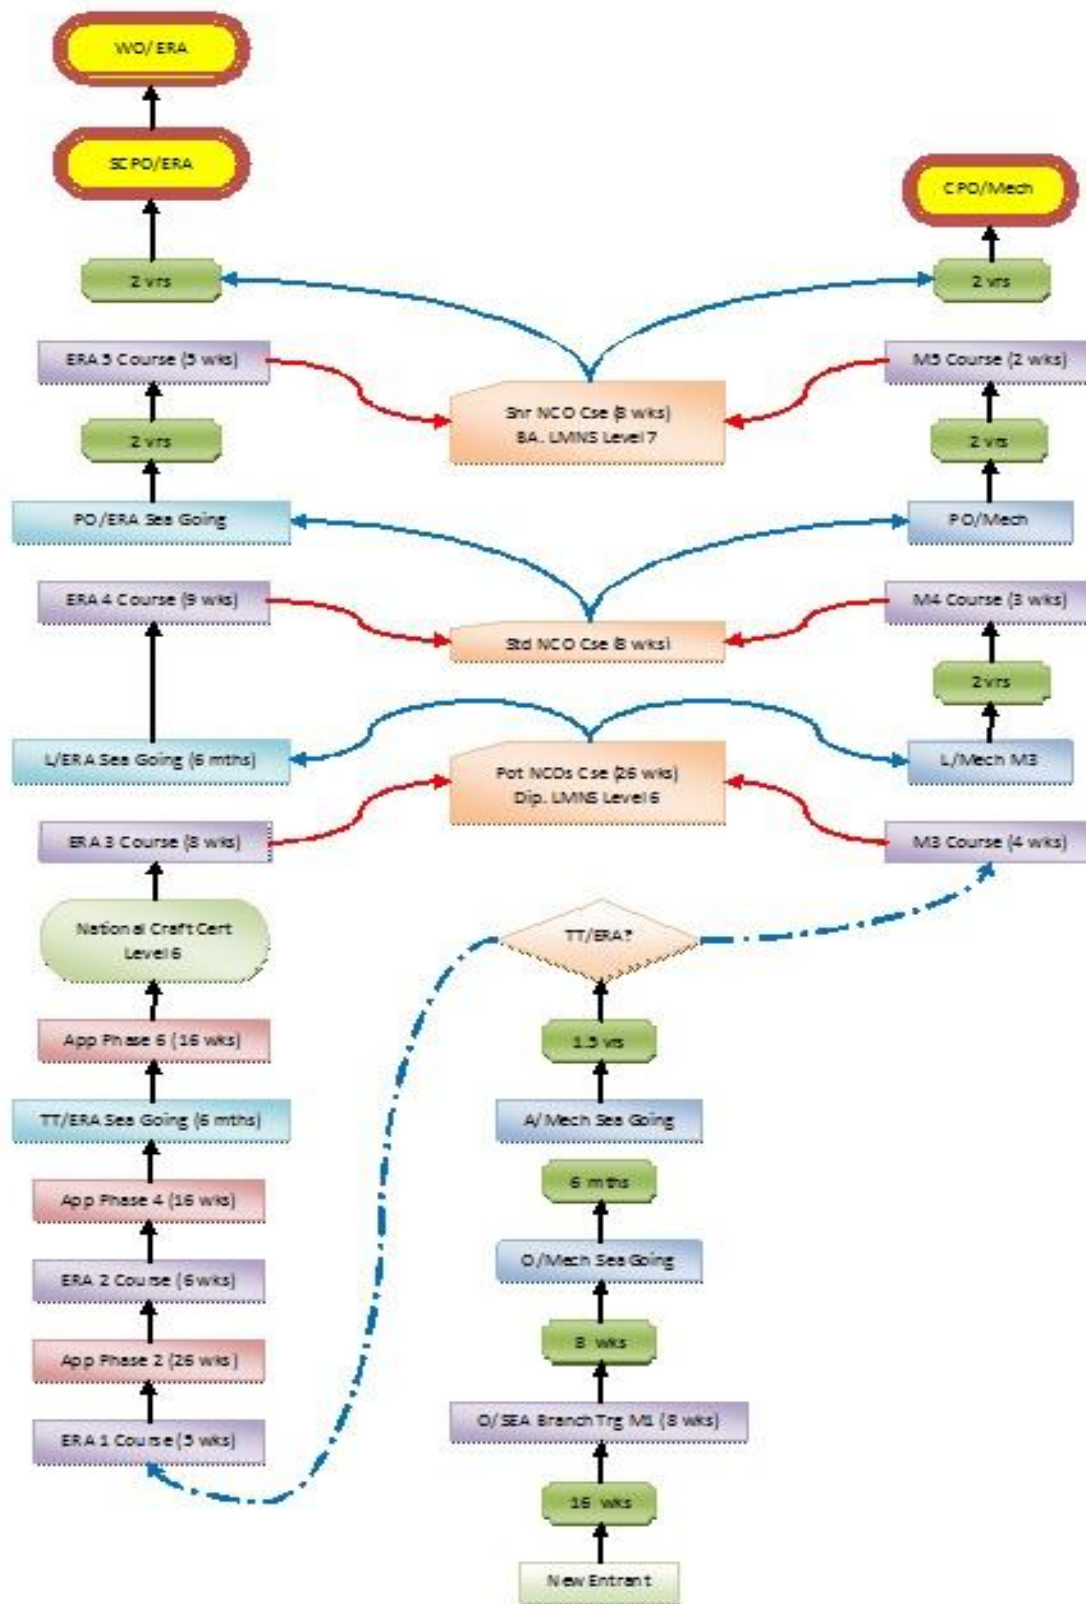 WO/ERA
SCPO/ERA
CPO/Mech
2 yrs
2 yrs
ERA 5 Course (5 wks)
M5 Course (2 wks)
Snr NCO Cse (8 wks)
BA. LMNS Level 7
2 yrs
2 yrs
PO/ERA Sea Going
PO/Mech
ERA 4 Course (9 wks)
M4 Course (3 wks)
Std NCO Cse (8 wks)
2 yrs
L/ERA Sea Going (6 mths)
L/Mech M3
Pot NCOs Cse (26 wks)
Dip. LMNS Level 6
ERA 3 Course (8 wks)
M3 Course (4 wks)
National Craft Cert
Level 6
TT/ERA?
App Phase 6 (16 wks)
1.5 yrs
TT/ERA Sea Going (6 mths)
A/Mech Sea Going
App Phase 4 (16 wks)
6 mths
ERA 2 Course (6 wks)
O/Mech Sea Going
App Phase 2 (26 wks)
8 wks
ERA 1 Course (5 wks)
O/SEA Branch Trg M1 (8 wks)
16 wks
New Entrant